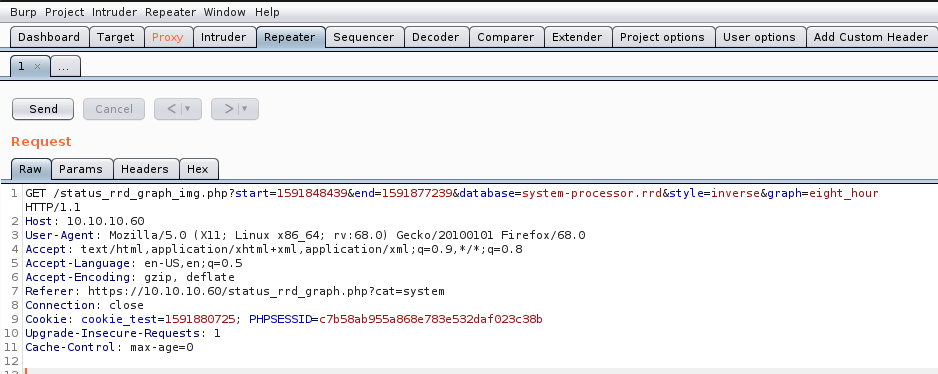 Burp Project Intruder Repeater Window Help
Dashboard Target Proxy Intruder Repeater Sequencer Decoder Comparer Extender Project options User options Add Custom Header
1 × ...
Send Cancel < ▼ > ▼
Request
Raw Params Headers Hex
1 GET /status_rrd_graph_img.php?start=1591848439&end=1591877239&database=system-processor.rrd&style=inverse&graph=eight_hour
HTTP/1.1
2 Host: 10.10.10.60
3 User-Agent: Mozilla/5.0 (X11; Linux x86_64; rv:68.0) Gecko/20100101 Firefox/68.0
4 Accept: text/html,application/xhtml+xml,application/xml;q=0.9,*/*;q=0.8
5 Accept-Language: en-US,en;q=0.5
6 Accept-Encoding: gzip, deflate
7 Referer: https://10.10.10.60/status_rrd_graph.php?cat=system
8 Connection: close
9 Cookie: cookie_test=1591880725; PHPSESSID=c7b58ab955a868e783e532daf023c38b
10 Upgrade-Insecure-Requests: 1
11 Cache-Control: max-age=0
12
13